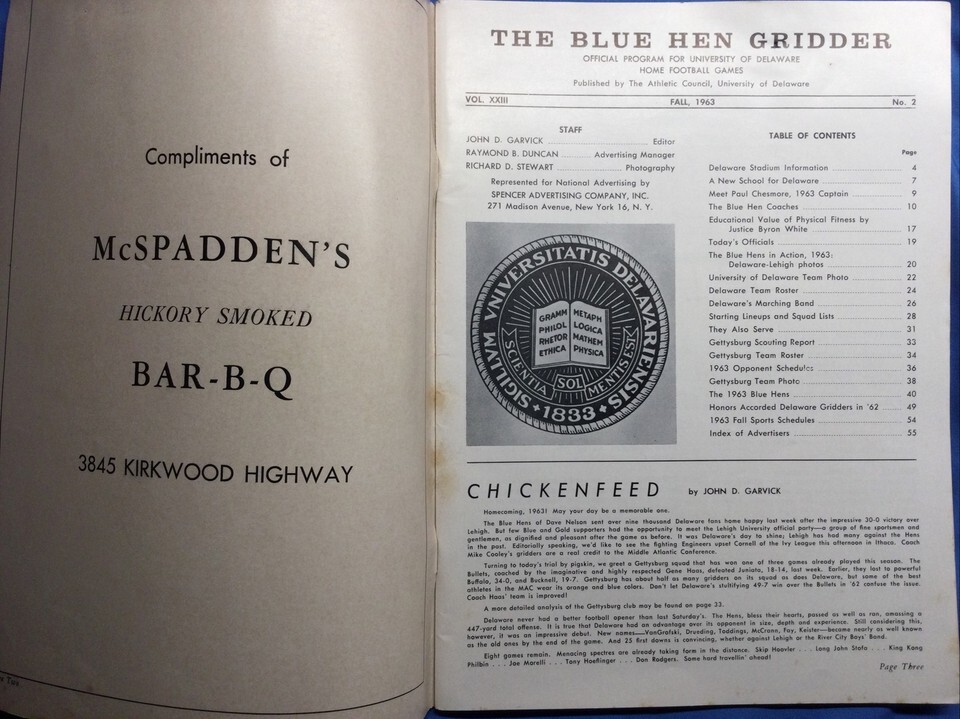 Compliments of
McSPADDEN'S
HICKORY SMOKED
BAR-B-Q
3845 KIRKWOOD HIGHWAY
THE BLUE HEN GRIDDER
OFFICIAL PROGRAM FOR UNIVERSITY OF DELAWARE
HOME FOOTBALL GAMES
Published by The Athletic Council, University of Delaware
VOL. XXIII FALL, 1963 No. 2
STAFF
JOHN D. GARVICK Editor
RAYMOND B. DUNCAN Advertising Manager
RICHARD D. STEWART Photography
Represented for National Advertising by
SPENCER ADVERTISING COMPANY, INC.
271 Madison Avenue, New York 16, N. Y.
SIGILLVM VNIVERSITATIS DELAVARIENSIS
GRAMM METAPH
PHILOL LOGICA
RHETOR MATHEM
ETHICA PHYSICA
SCIENTIA SOL MENTIS EST
1833
TABLE OF CONTENTS
Page
Delaware Stadium Information 4
A New School for Delaware 7
Meet Paul Chesmore, 1963 Captain 9
The Blue Hen Coaches 10
Educational Value of Physical Fitness by
Justice Byron White 17
Today's Officials 19
The Blue Hens in Action, 1963:
Delaware-Lehigh photos 20
University of Delaware Team Photo 22
Delaware Team Roster 24
Delaware's Marching Band 26
Starting Lineups and Squad Lists 28
They Also Serve 31
Gettysburg Scouting Report 33
Gettysburg Team Roster 34
1963 Opponent Schedules 36
Gettysburg Team Photo 38
The 1963 Blue Hens 40
Honors Accorded Delaware Gridders in '62 49
1963 Fall Sports Schedules 54
Index of Advertisers 55
CHICKENFEED by JOHN D. GARVICK
Homecoming, 1963! May your day be a memorable one.
The Blue Hens of Dave Nelson sent over nine thousand Delaware fans home happy last week after the impressive 30-0 victory over
Lehigh. But few Blue and Gold supporters had the opportunity to meet the Lehigh University official party—a group of fine sportsmen and
gentlemen, as dignified and pleasant after the game as before. It was Delaware's day to shine; Lehigh has had many against the Hens
in the past. Editorially speaking, we'd like to see the fighting Engineers upset Cornell of the Ivy League this afternoon in Ithaca. Coach
Mike Cooley's gridders are a real credit to the Middle Atlantic Conference.
Turning to today's trial by pigskin, we greet a Gettysburg squad that has won one of three games already played this season. The
Bullets, coached by the imaginative and highly respected Gene Haas, defeated Juniata, 18-14, last week. Earlier, they lost to powerful
Buffalo, 34-0, and Bucknell, 19-7. Gettysburg has about half as many gridders on its squad as does Delaware, but some of the best
athletes in the MAC wear its orange and blue colors. Don't let Delaware's stultifying 49-7 win over the Bullets in '62 confuse the issue.
Coach Haas' team is improved!
A more detailed analysis of the Gettysburg club may be found on page 33.
Delaware never had a better football opener than last Saturday's. The Hens, bless their hearts, passed as well as ran, amassing a
447-yard total offense. It is true that Delaware had an advantage over its opponent in size, depth and experience. Still considering this,
however, it was an impressive debut. New names—VanGrofski, Drueding, Taddings, McCrone, Fay, Keister—became nearly as well known
as the old ones by the end of the game. And 25 first downs is convincing, whether against Lehigh or the River City Boys' Band.
Eight games remain. Menacing spectres are already taking form in the distance. Skip Hoovler . . . Long John Stofa . . . King Kong
Philbin . . . Joe Morelli . . . Tony Hoeflinger . . . Don Rodgers. Some hard travellin' ahead!
Page Three